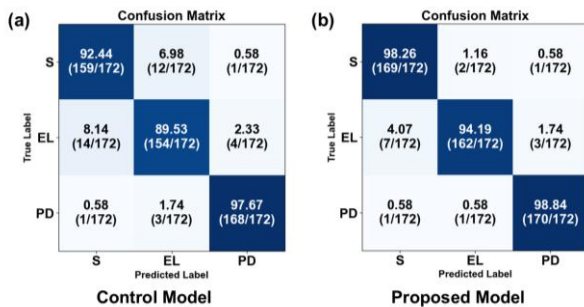 (a)
Confusion Matrix
True Label
S
92.44
(159/172)
6.98
(12/172)
0.58
(1/172)
EL
8.14
(14/172)
89.53
(154/172)
2.33
(4/172)
PD
0.58
(1/172)
1.74
(3/172)
97.67
(168/172)
S EL PD
Predicted Label
Control Model
(b)
Confusion Matrix
True Label
S
98.26
(169/172)
1.16
(2/172)
0.58
(1/172)
EL
4.07
(7/172)
94.19
(162/172)
1.74
(3/172)
PD
0.58
(1/172)
0.58
(1/172)
98.84
(170/172)
S EL PD
Predicted Label
Proposed Model